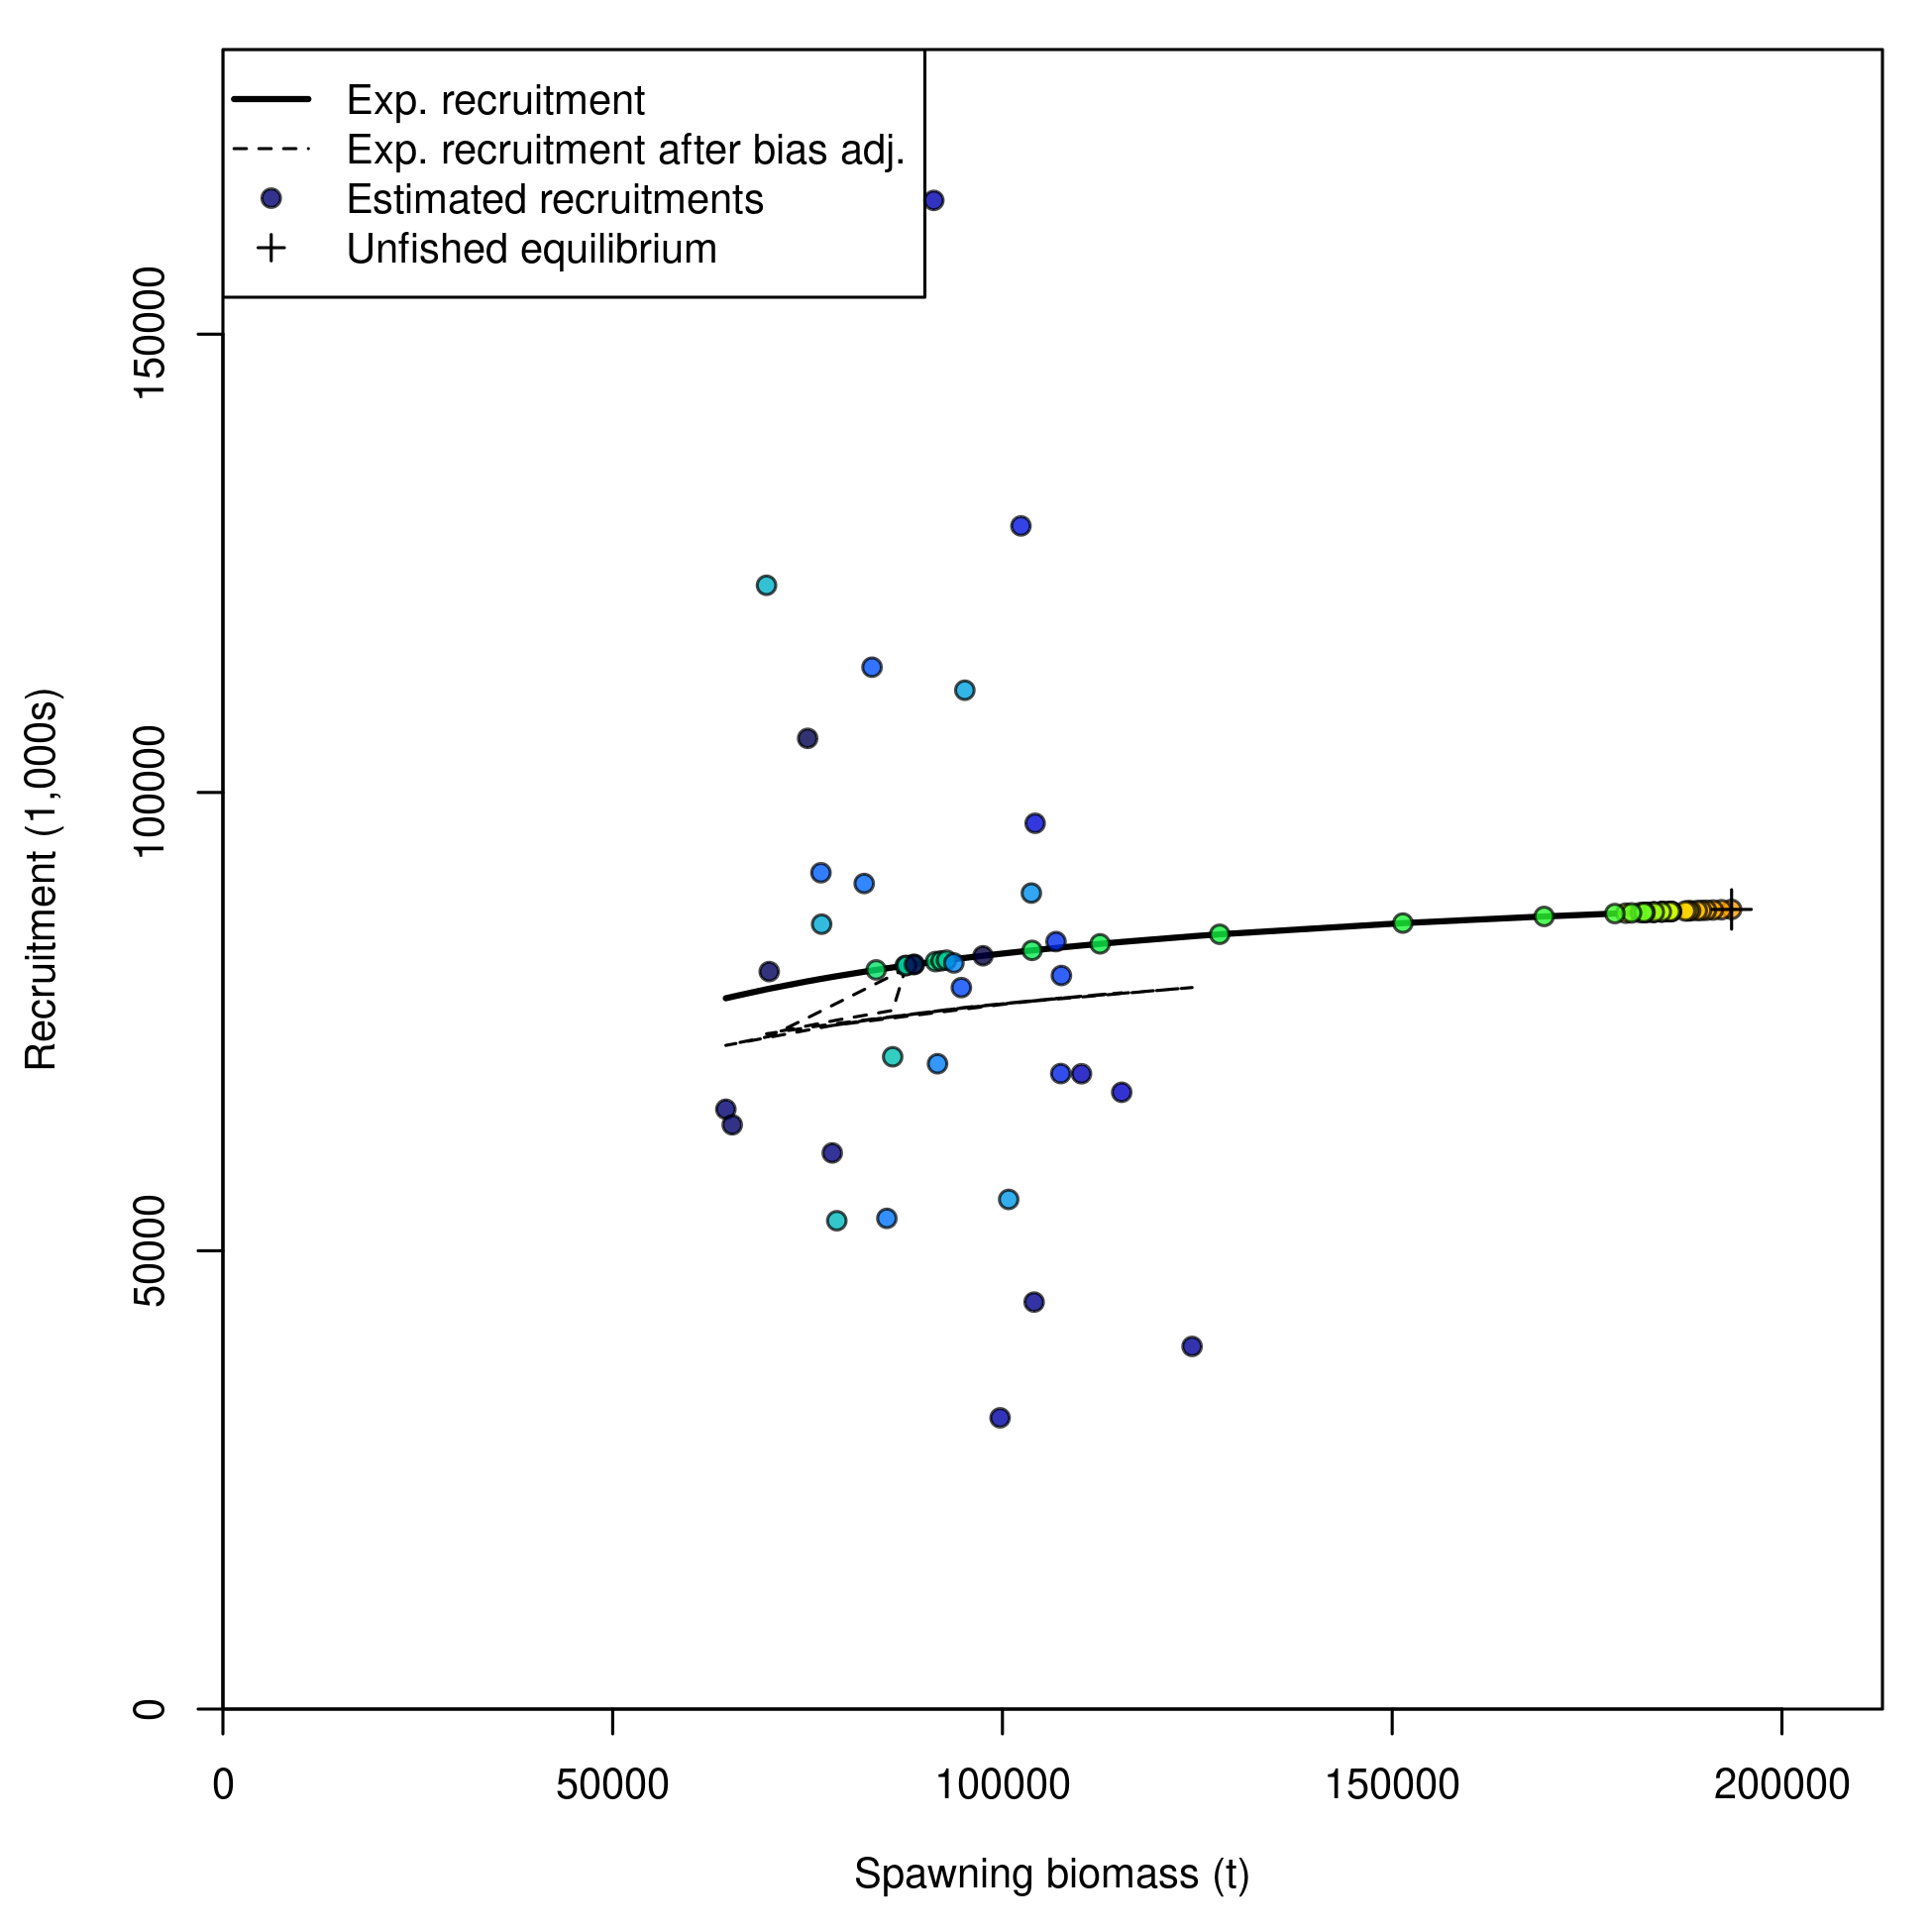 Exp. recruitment
Exp. recruitment after bias adj.
Estimated recruitments
Unfished equilibrium
150000
100000
50000
0
Recruitment (1,000s)
0 50000 100000 150000 200000
Spawning biomass (t)